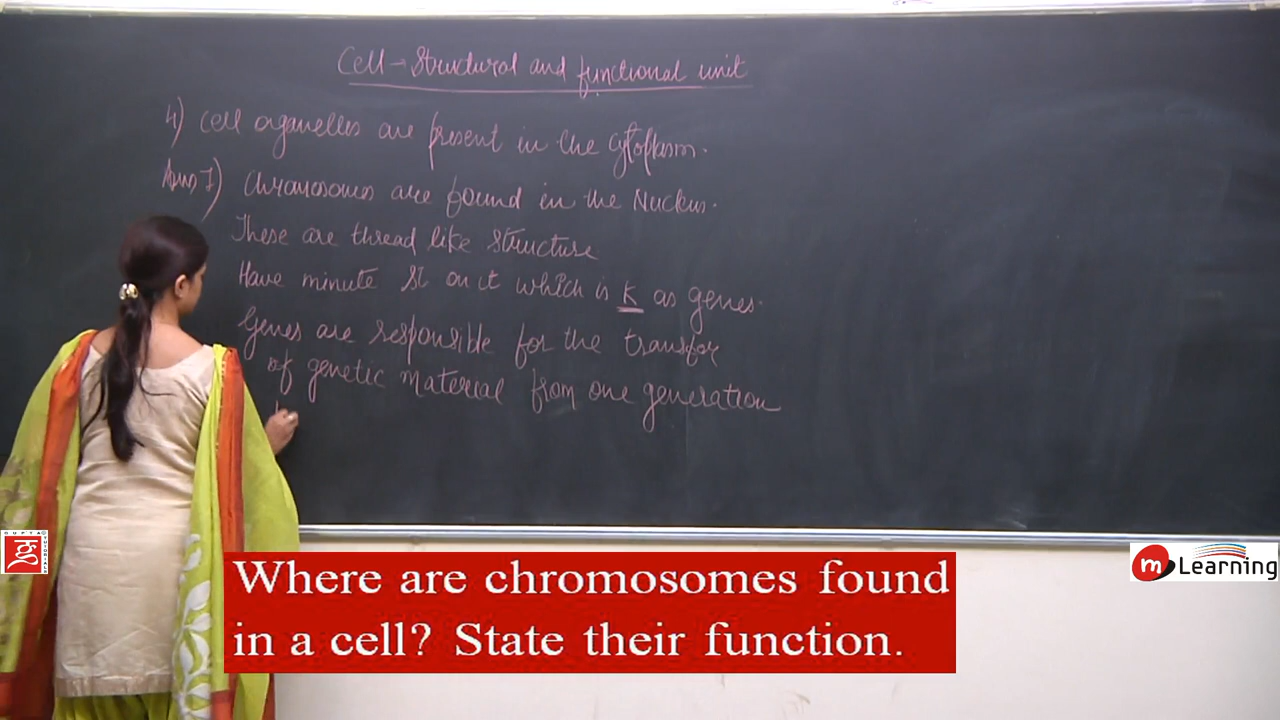 Cell → Structural and functional unit
4) Cell organelles are present in the Cytoplasm.
Ans 7) Chromosomes are found in the Nucleus.
These are thread like structure
Have minute St on it which is K as genes.
Genes are responsible for the transfer
of genetic material from one generation
GUPTA
TUTORIALS
Where are chromosomes found
in a cell? State their function.
m Learning